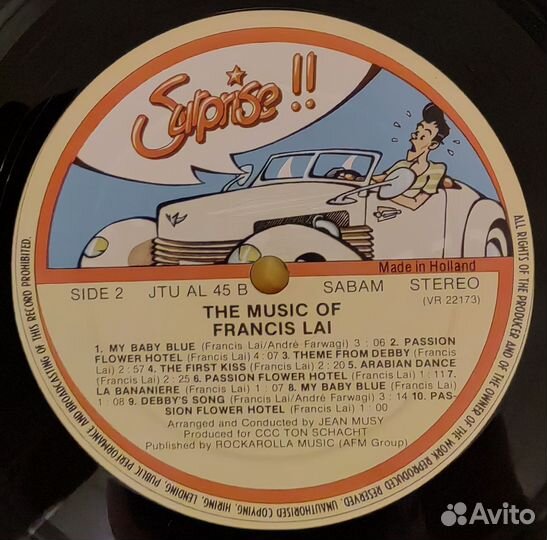 Surprise!!
Made in Holland
SIDE 2 JTU AL 45 B SABAM STEREO
(VR 22173)
THE MUSIC OF
FRANCIS LAI
1. MY BABY BLUE (Francis Lai/André Farwagi) 3 : 06 2. PASSION
FLOWER HOTEL (Francis Lai) 4 : 07 3. THEME FROM DEBBY (Francis
Lai) 2 : 57 4. THE FIRST KISS (Francis Lai) 2 : 20 5. ARABIAN DANCE
(Francis Lai) 2 : 25 6. PASSION FLOWER HOTEL (Francis Lai) 1 : 11 7.
LA BANANIERE (Francis Lai) 1 : 07 8. MY BABY BLUE (Francis Lai)
1 : 08 9. DEBBY'S SONG (Francis Lai/André Farwagi) 3 : 14 10. PAS-
SION FLOWER HOTEL (Francis Lai) 1 : 00
Arranged and Conducted by JEAN MUSY
Produced for CCC TON SCHACHT
Published by ROCKAROLLA MUSIC (AFM Group)
ALL RIGHTS OF THE PRODUCER AND OF THE OWNER OF THE WORK REPRODUCED RESERVED. UNAUTHORISED COPYING, HIRING, LENDING, PUBLIC PERFORMANCE AND BROADCASTING OF THIS RECORD PROHIBITED.
Avito